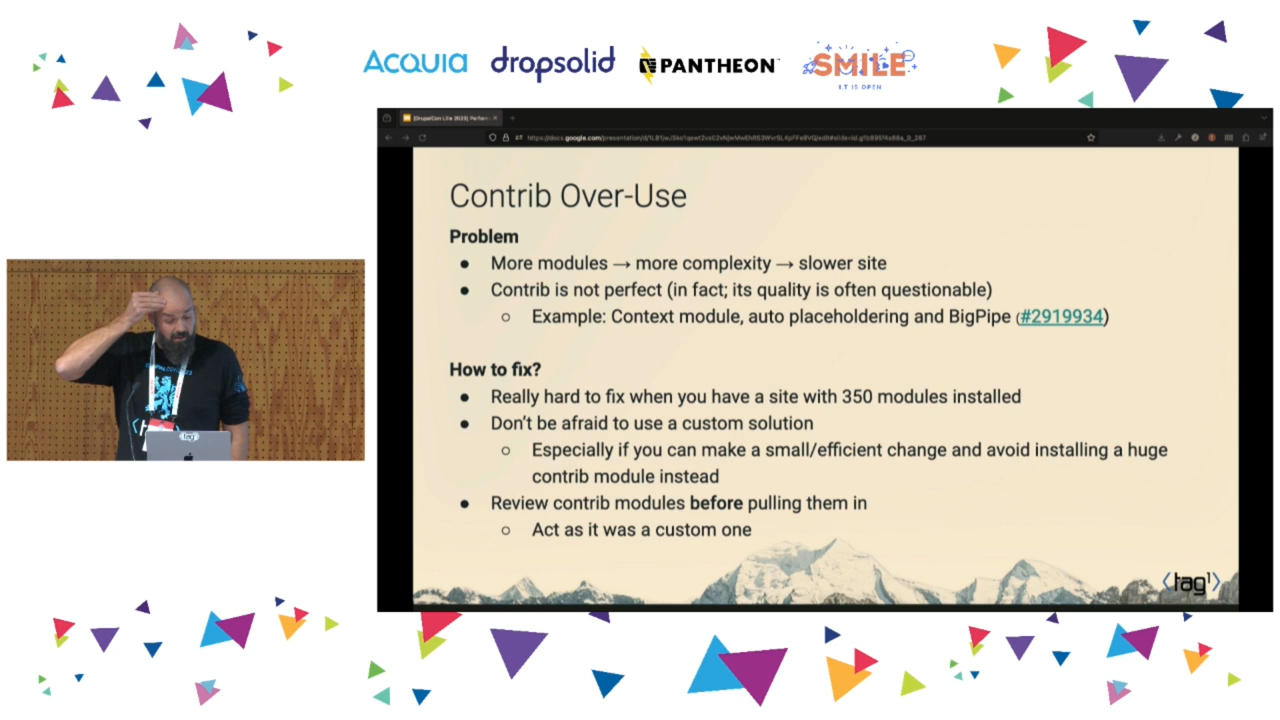 ACQUIA dropsolid PANTHEON SMILE
I.T IS OPEN
Contrib Over-Use
Problem
● More modules → more complexity → slower site
● Contrib is not perfect (in fact; its quality is often questionable)
○ Example: Context module, auto placeholdering and BigPipe (#2919934)
How to fix?
● Really hard to fix when you have a site with 350 modules installed
● Don't be afraid to use a custom solution
○ Especially if you can make a small/efficient change and avoid installing a huge
contrib module instead
● Review contrib modules before pulling them in
○ Act as it was a custom one
tag1
⟨tag¹⟩